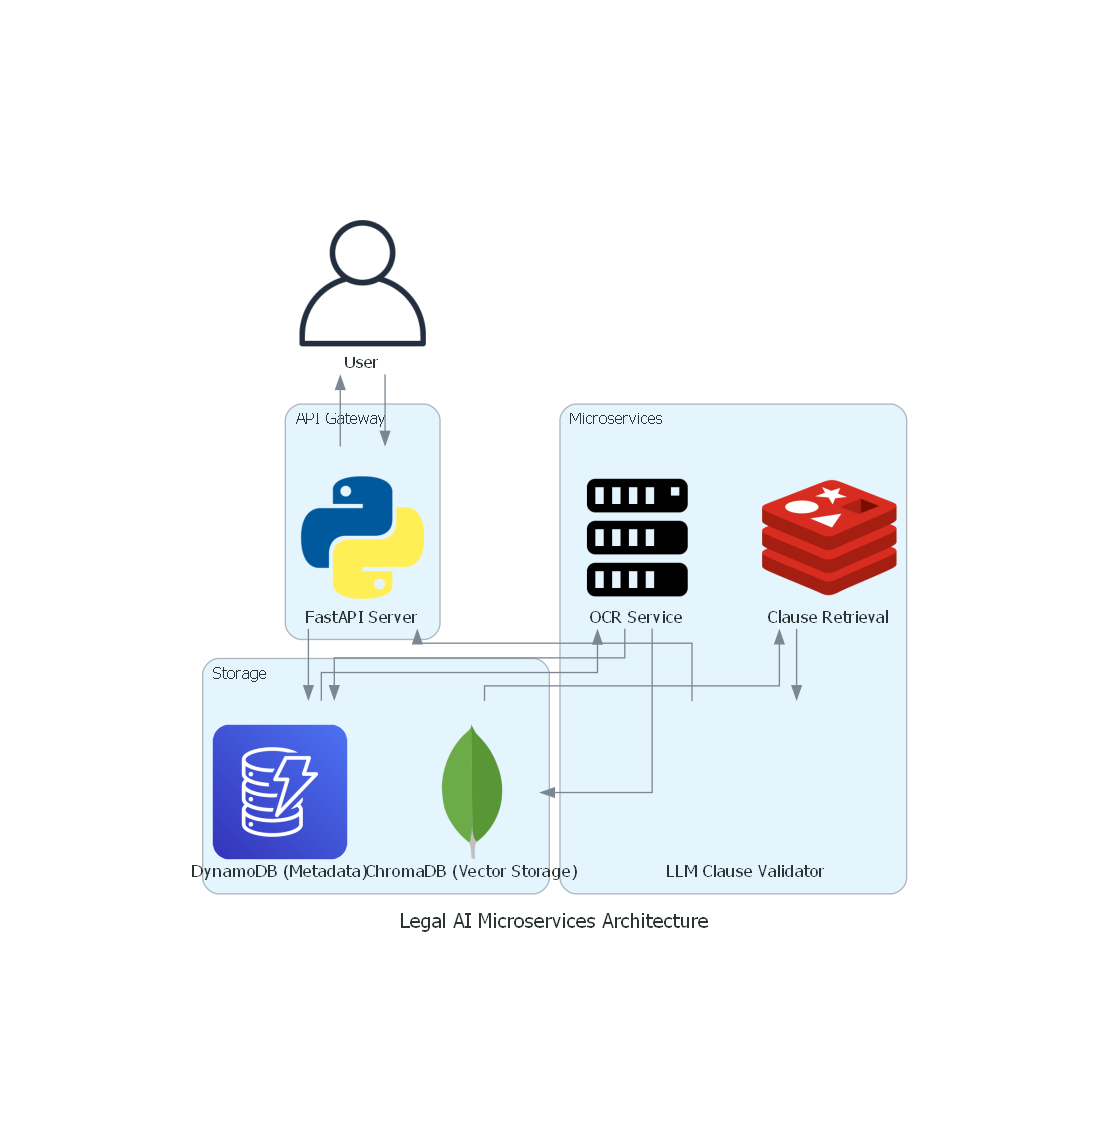 User
API Gateway
FastAPI Server
Microservices
OCR Service
Clause Retrieval
Storage
DynamoDB (Metadata)
ChromaDB (Vector Storage)
LLM Clause Validator
Legal AI Microservices Architecture